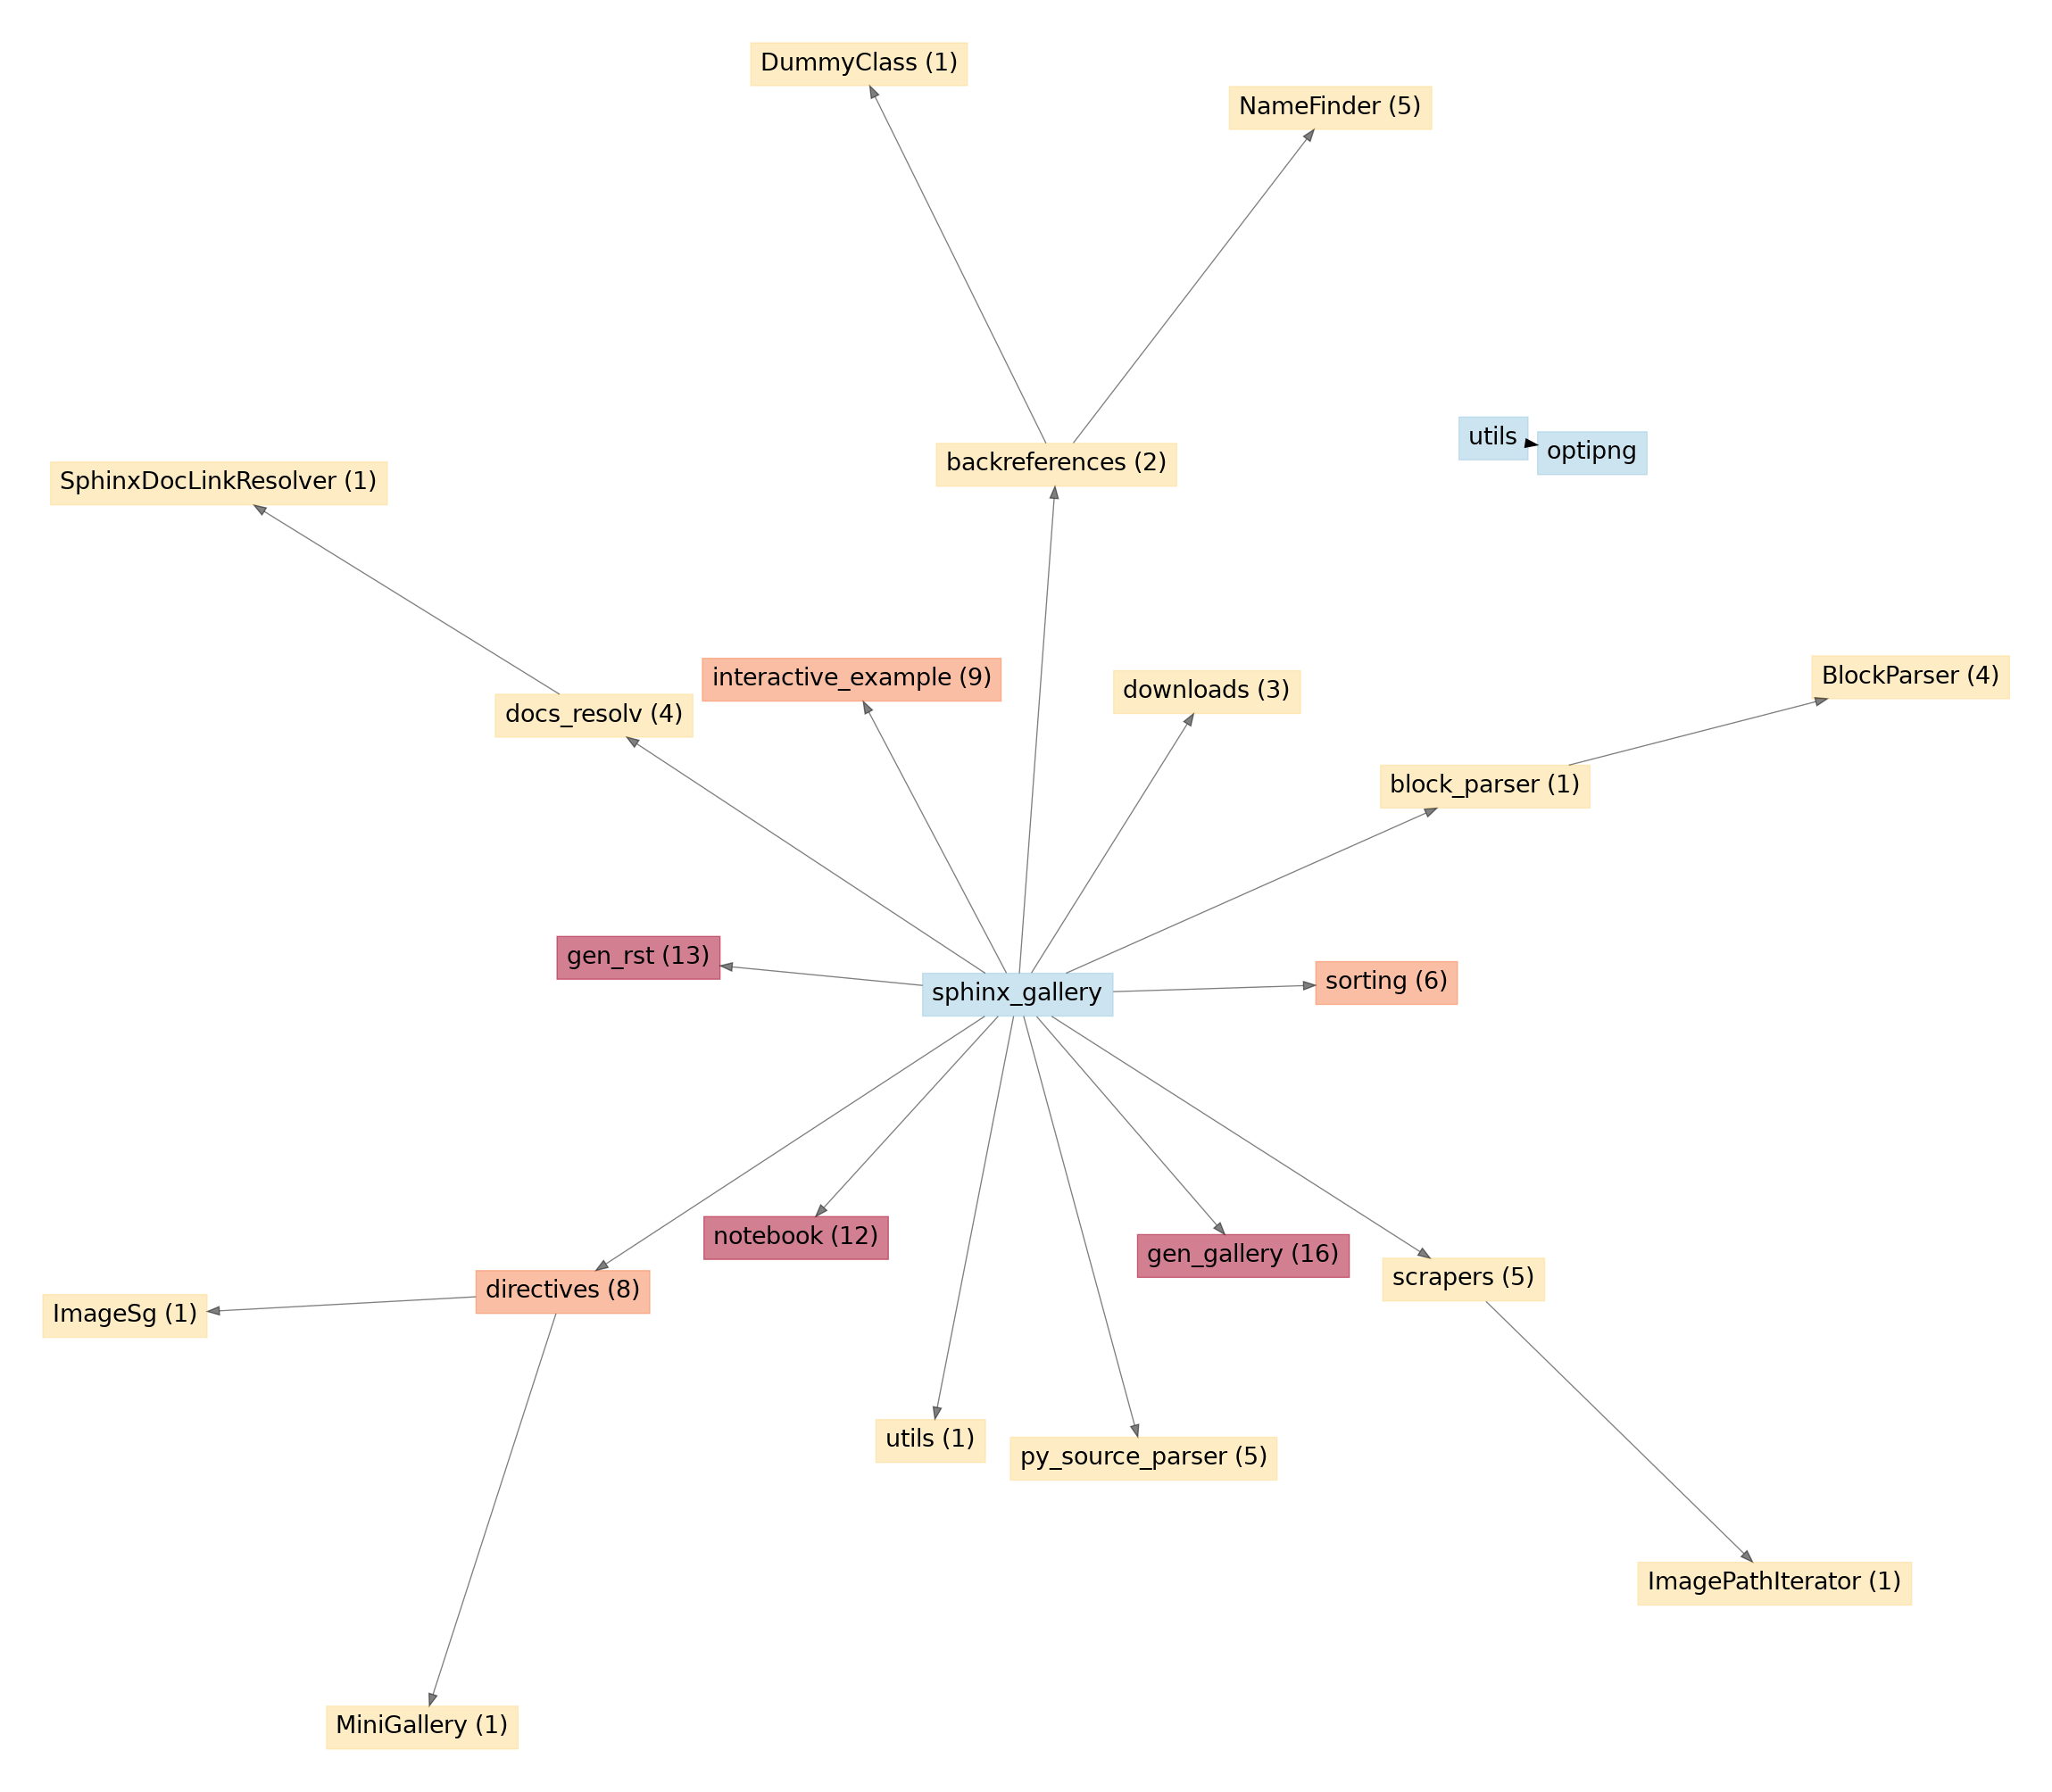 DummyClass (1)
NameFinder (5)
utils
optipng
backreferences (2)
SphinxDocLinkResolver (1)
interactive_example (9)
downloads (3)
BlockParser (4)
docs_resolv (4)
block_parser (1)
gen_rst (13)
sphinx_gallery
sorting (6)
notebook (12)
gen_gallery (16)
scrapers (5)
directives (8)
ImageSg (1)
utils (1)
py_source_parser (5)
ImagePathIterator (1)
MiniGallery (1)